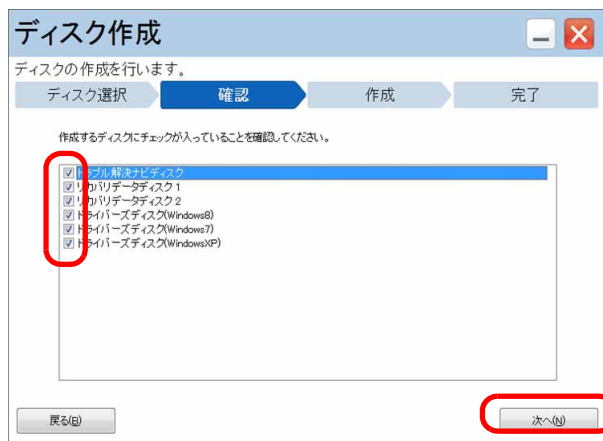 ディスク作成
ディスクの作成を行います。
ディスク選択 確認 作成 完了
作成するディスクにチェックが入っていることを確認してください。
トラブル解決ナビディスク
リカバリデータディスク1
リカバリデータディスク2
ドライバーズディスク(Windows8)
ドライバーズディスク(Windows7)
ドライバーズディスク(WindowsXP)
戻る(B) 次へ(N)